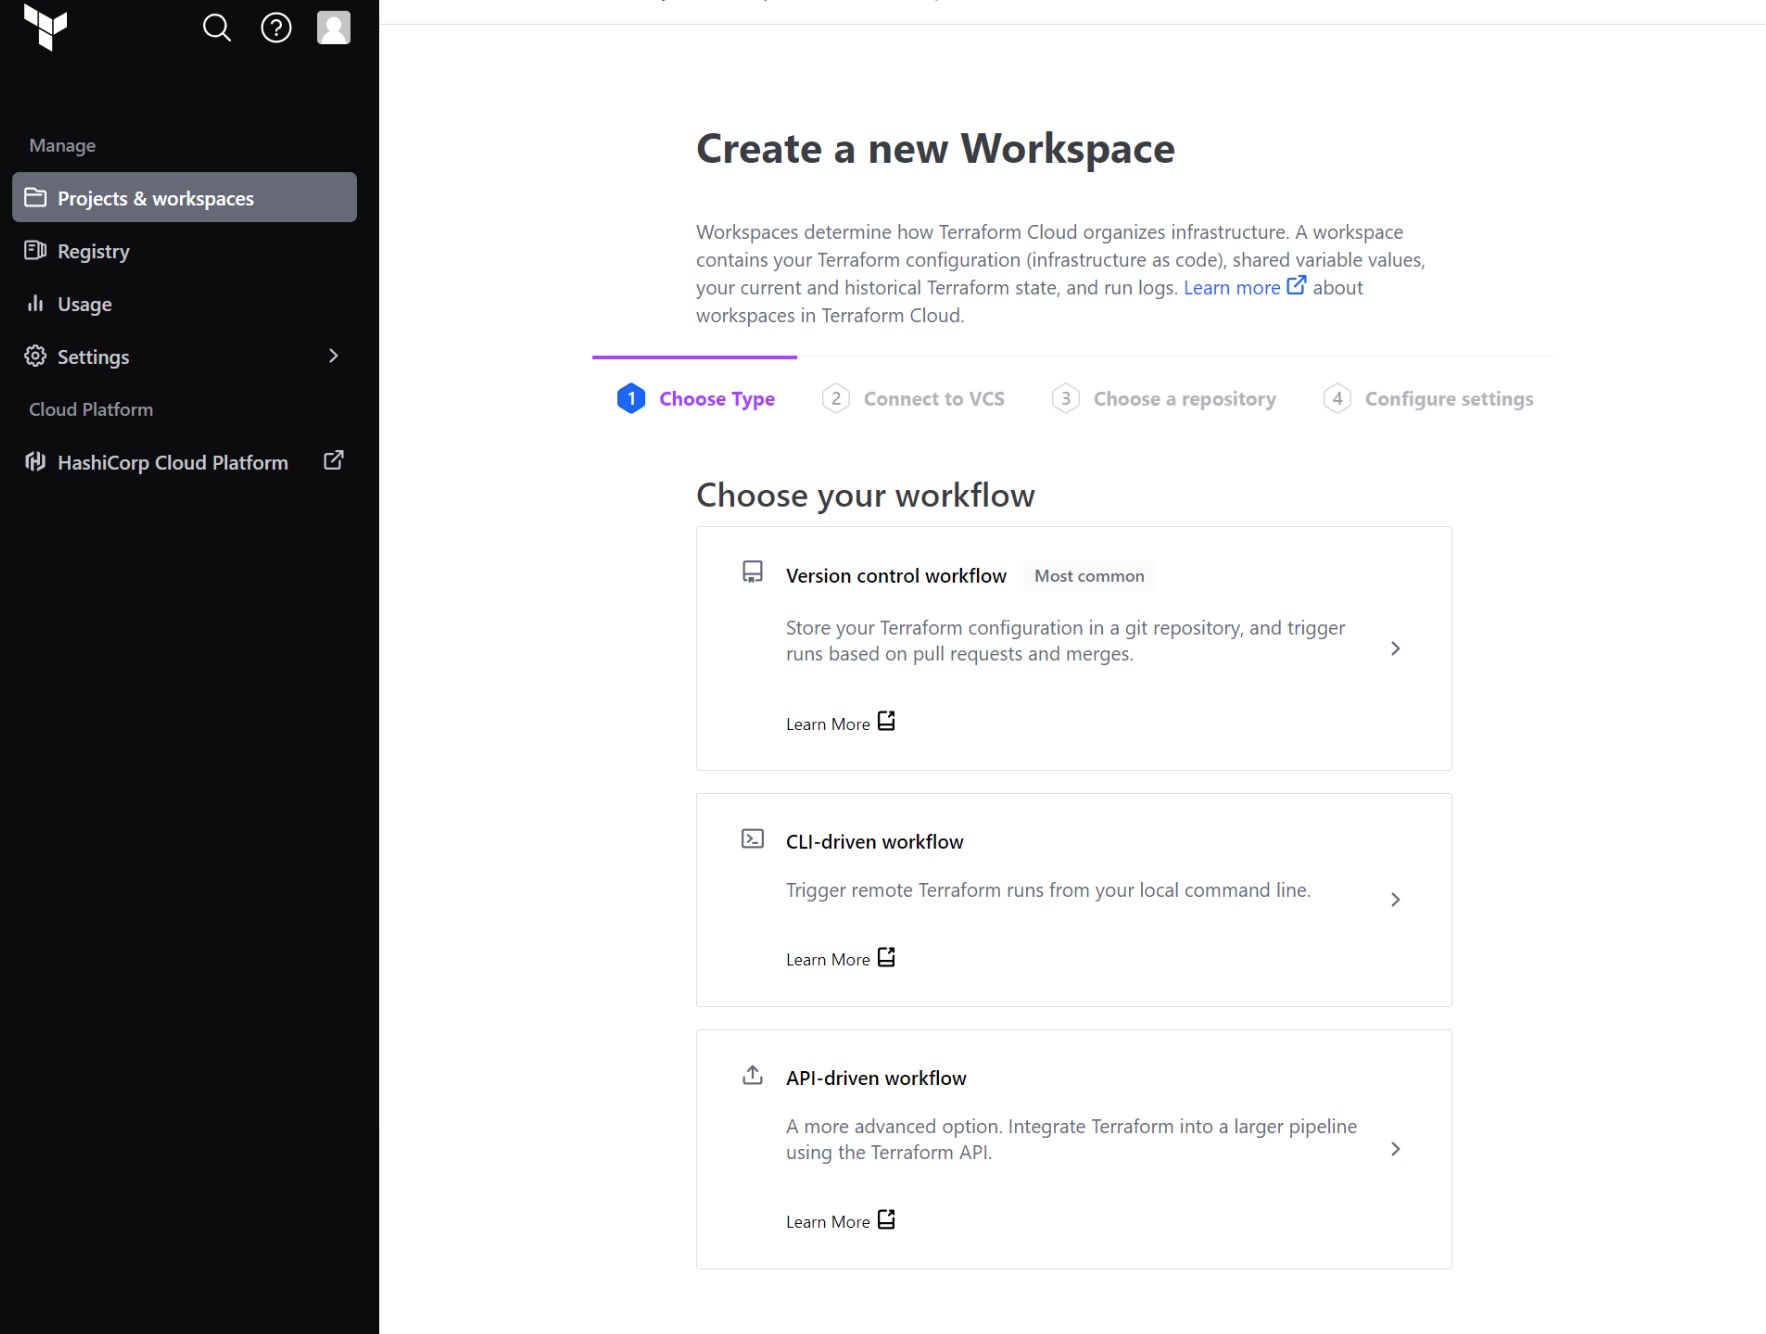 Manage
Projects & workspaces
Registry
Usage
Settings
Cloud Platform
HashiCorp Cloud Platform
Create a new Workspace
Workspaces determine how Terraform Cloud organizes infrastructure. A workspace
contains your Terraform configuration (infrastructure as code), shared variable values,
your current and historical Terraform state, and run logs. Learn more about
workspaces in Terraform Cloud.
1 Choose Type 2 Connect to VCS 3 Choose a repository 4 Configure settings
Choose your workflow
Version control workflow Most common
Store your Terraform configuration in a git repository, and trigger
runs based on pull requests and merges.
Learn More
CLI-driven workflow
Trigger remote Terraform runs from your local command line.
Learn More
API-driven workflow
A more advanced option. Integrate Terraform into a larger pipeline
using the Terraform API.
Learn More